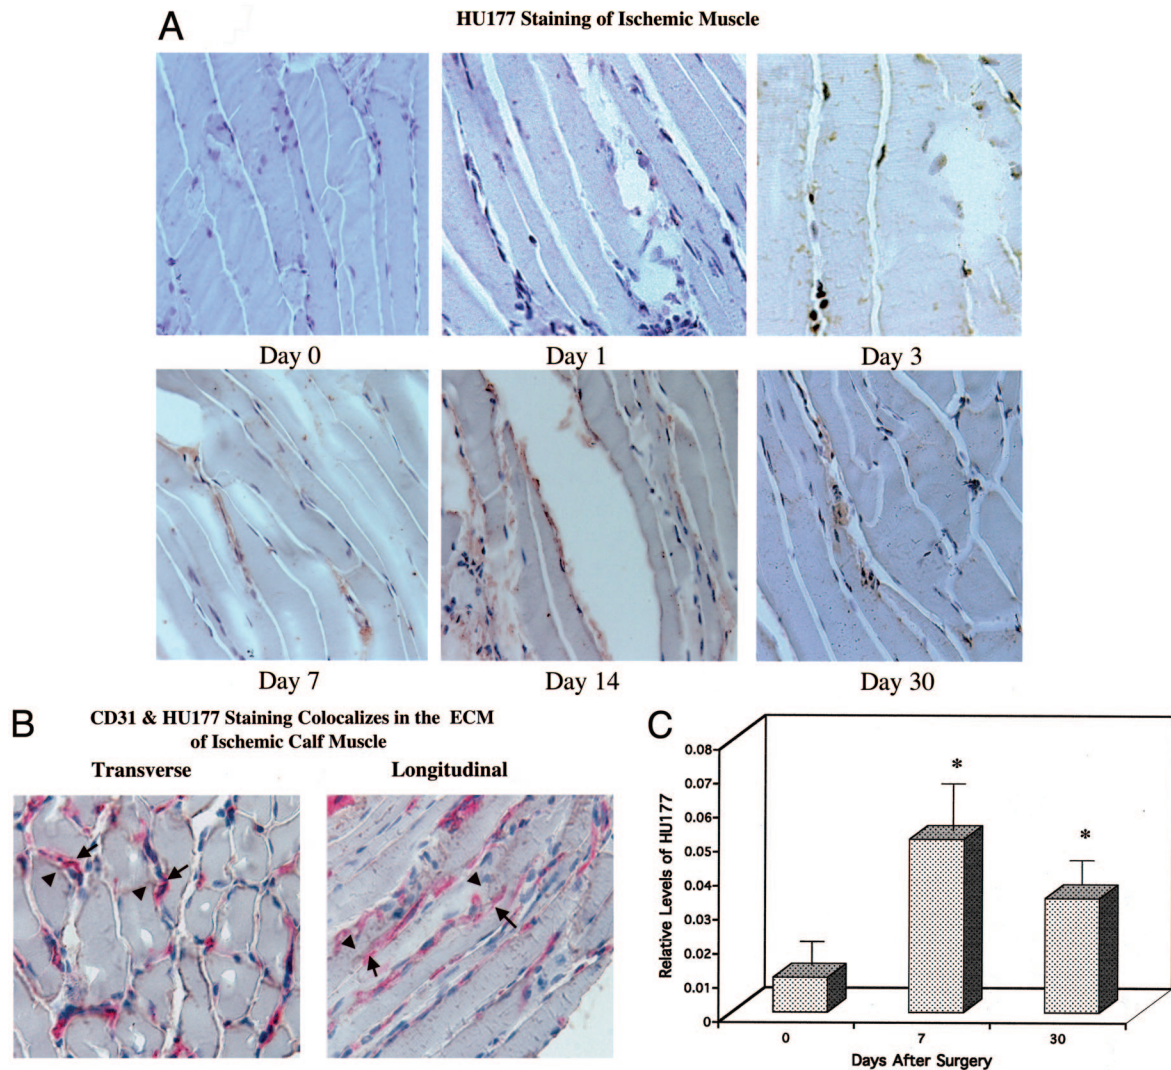 A
HU177 Staining of Ischemic Muscle
Day 0
Day 1
Day 3
Day 7
Day 14
Day 30
B
CD31 & HU177 Staining Colocalizes in the ECM
of Ischemic Calf Muscle
Transverse
Longitudinal
C
Relative Levels of HU177
0.08
0.07
0.06
0.05
0.04
0.03
0.02
0.01
0
*
*
0
7
30
Days After Surgery